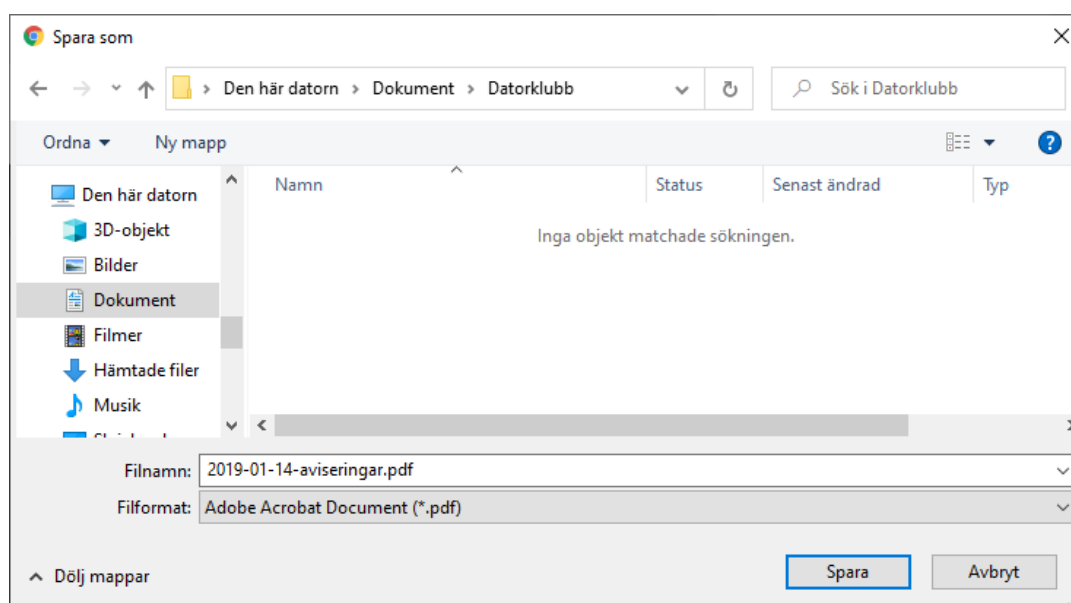 Spara som
Den här datorn > Dokument > Datorklubb
Sök i Datorklubb
Ordna
Ny mapp
Den här datorn
3D-objekt
Bilder
Dokument
Filmer
Hämtade filer
Musik
Namn
Status
Senast ändrad
Typ
Inga objekt matchade sökningen.
Filnamn: 2019-01-14-aviseringar.pdf
Filformat: Adobe Acrobat Document (*.pdf)
Dölj mappar
Spara
Avbryt